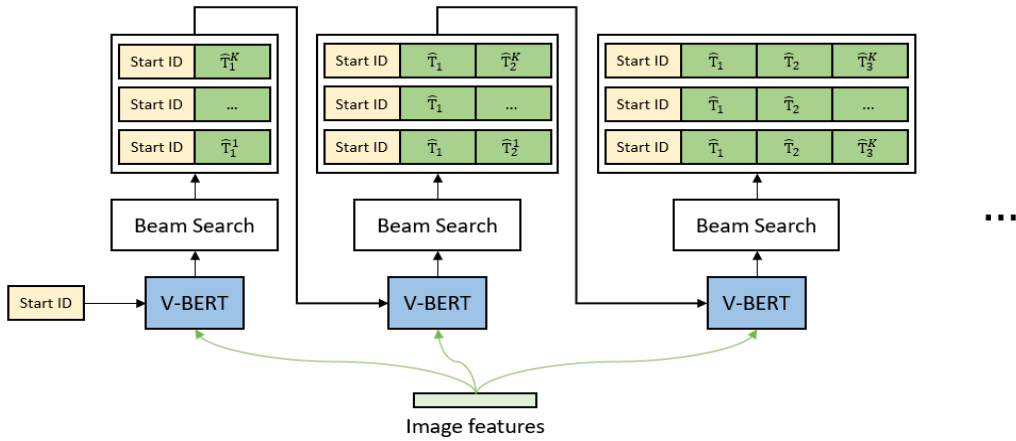 Start ID T̂₁ᴷ
Start ID ...
Start ID T̂₁¹
Beam Search
Start ID
V-BERT
Start ID T̂₁ T̂₂ᴷ
Start ID T̂₁ ...
Start ID T̂₁ T̂₂¹
Beam Search
V-BERT
Start ID T̂₁ T̂₂ T̂₃ᴷ
Start ID T̂₁ T̂₂ ...
Start ID T̂₁ T̂₂ T̂₃ᴷ
Beam Search
V-BERT
...
Image features